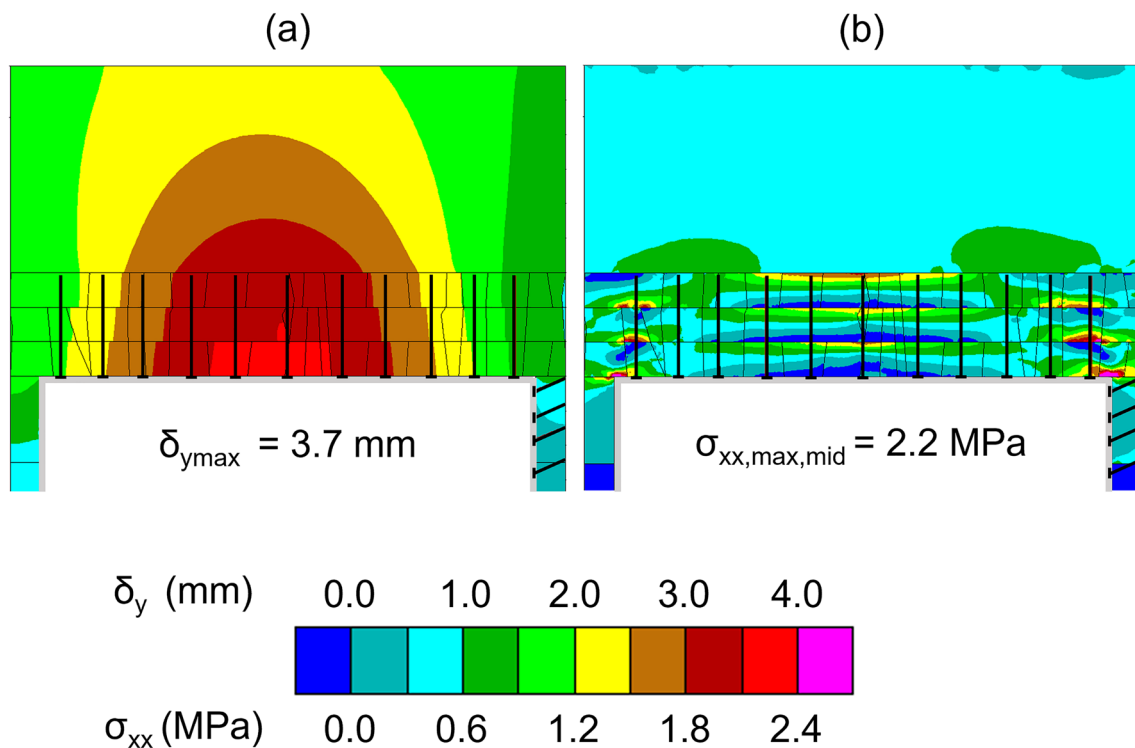 (a) (b)
δymax = 3.7 mm σxx,max,mid = 2.2 MPa
δy (mm) 0.0 1.0 2.0 3.0 4.0
σxx (MPa) 0.0 0.6 1.2 1.8 2.4